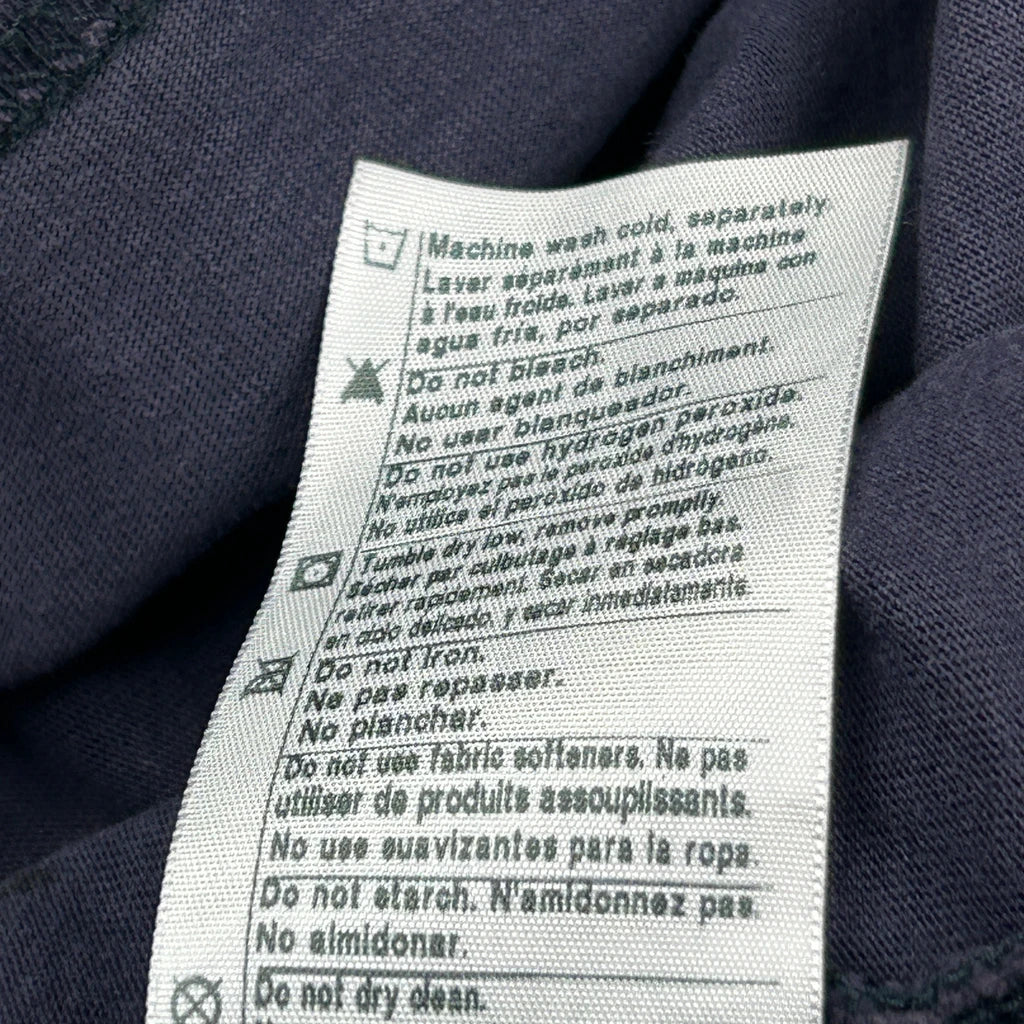 Machine wash cold, separately
Laver séparément à la machine
à l'eau froide. Lavar a máquina con
agua fría, por separado.
Do not bleach.
Aucun agent de blanchiment.
No usar blanqueador.
Do not use hydrogen peroxide.
N'employez pas le peroxide d'hydrogène.
No utilice el peróxido de hidrógeno.
Tumble dry low, remove promptly.
Sécher par culbutage à réglage bas.
retirer rapidement. Secar en secadora
en ciclo delicado, y sacar inmediatamente.
Do not iron.
Ne pas repasser.
No planchar.
Do not use fabric softeners. Ne pas
utiliser de produits assouplissants.
No use suavizantes para la ropa.
Do not starch. N'amidonnez pas.
No almidonar.
Do not dry clean.